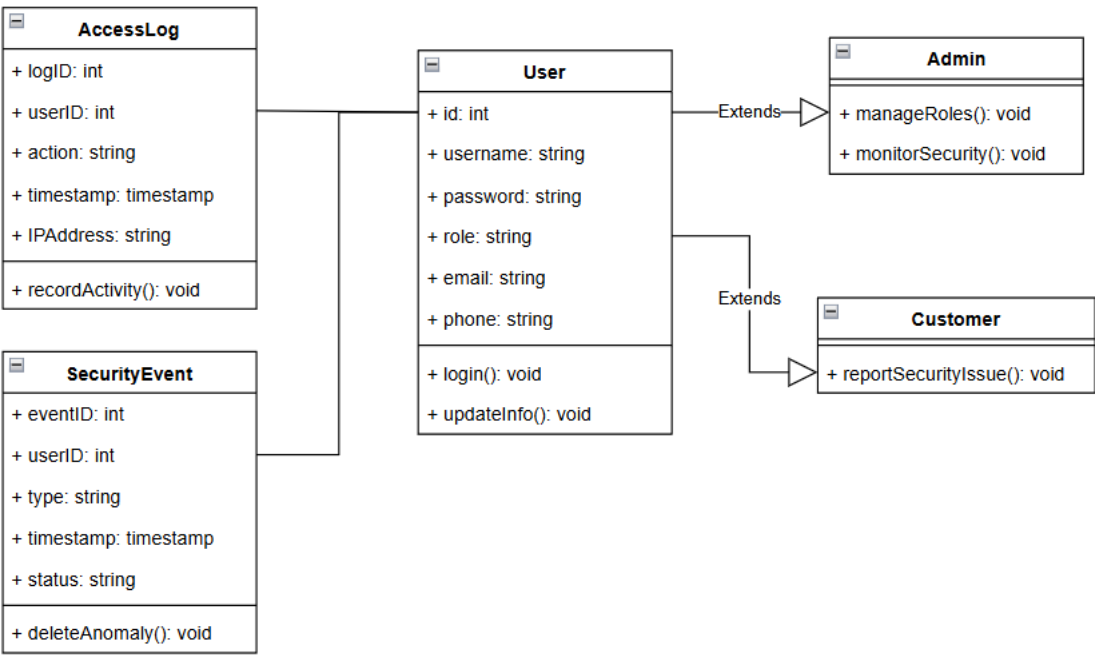 AccessLog
+ logID: int
+ userID: int
+ action: string
+ timestamp: timestamp
+ IPAddress: string
+ recordActivity(): void
SecurityEvent
+ eventID: int
+ userID: int
+ type: string
+ timestamp: timestamp
+ status: string
+ deleteAnomaly(): void
User
+ id: int
+ username: string
+ password: string
+ role: string
+ email: string
+ phone: string
+ login(): void
+ updateInfo(): void
Extends
Extends
Admin
+ manageRoles(): void
+ monitorSecurity(): void
Customer
+ reportSecurityIssue(): void